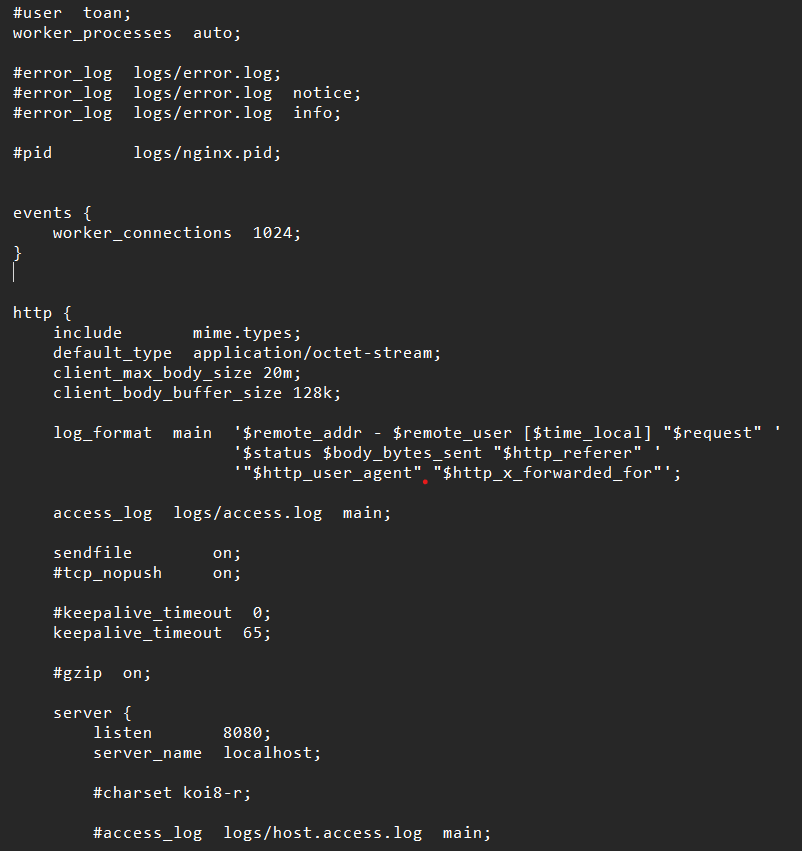 #user  toan;
worker_processes  auto;
#error_log  logs/error.log;
#error_log  logs/error.log  notice;
#error_log  logs/error.log  info;
#pid        logs/nginx.pid;
events {
    worker_connections  1024;
}
http {
    include       mime.types;
    default_type  application/octet-stream;
    client_max_body_size 20m;
    client_body_buffer_size 128k;
    log_format  main  '$remote_addr - $remote_user [$time_local] "$request" '
                      '$status $body_bytes_sent "$http_referer" '
                      '"$http_user_agent" "$http_x_forwarded_for"';
    access_log  logs/access.log  main;
    sendfile        on;
    #tcp_nopush     on;
    #keepalive_timeout  0;
    keepalive_timeout  65;
    #gzip  on;
    server {
        listen       8080;
        server_name  localhost;
        #charset koi8-r;
        #access_log  logs/host.access.log  main;